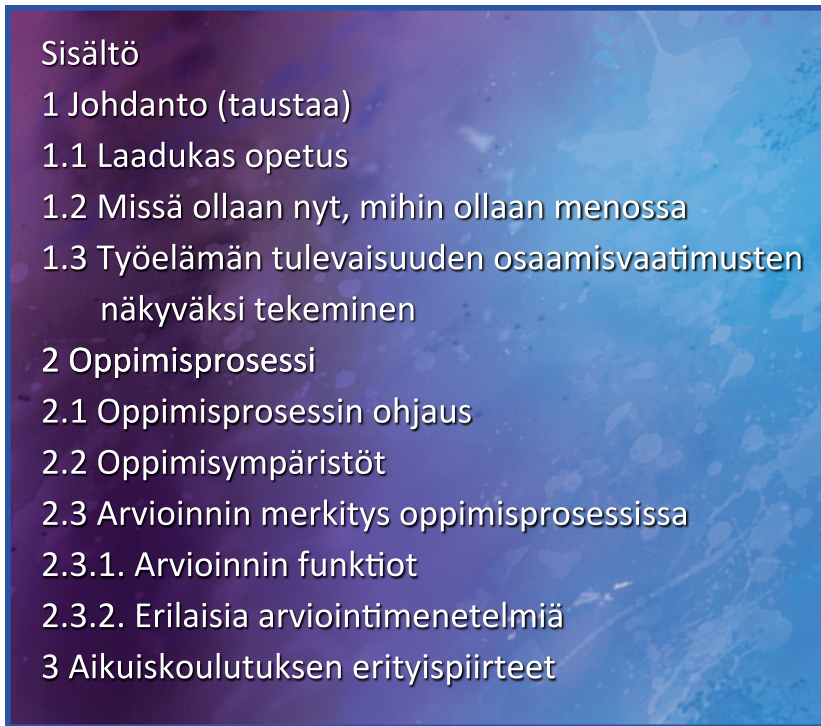 Sisältö
1 Johdanto (taustaa)
1.1 Laadukas opetus
1.2 Missä ollaan nyt, mihin ollaan menossa
1.3 Työelämän tulevaisuuden osaamisvaatimusten
näkyväksi tekeminen
2 Oppimisprosessi
2.1 Oppimisprosessin ohjaus
2.2 Oppimisympäristöt
2.3 Arvioinnin merkitys oppimisprosessissa
2.3.1. Arvioinnin funktiot
2.3.2. Erilaisia arviointimenetelmiä
3 Aikuiskoulutuksen erityispiirteet